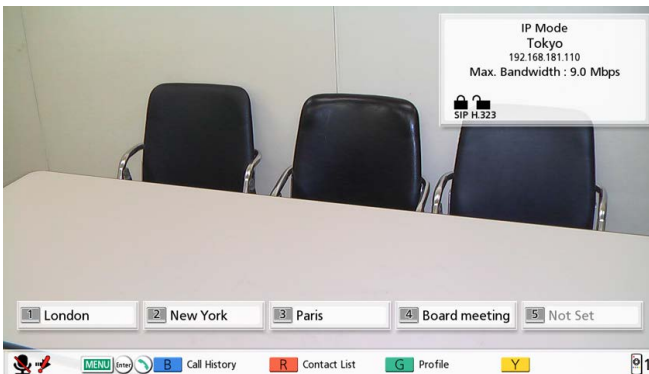 IP Mode
Tokyo
192.168.181.110
Max. Bandwidth : 9.0 Mbps
SIP H.323
1 London
2 New York
3 Paris
4 Board meeting
5 Not Set
MENU Enter B Call History R Contact List G Profile Y 1